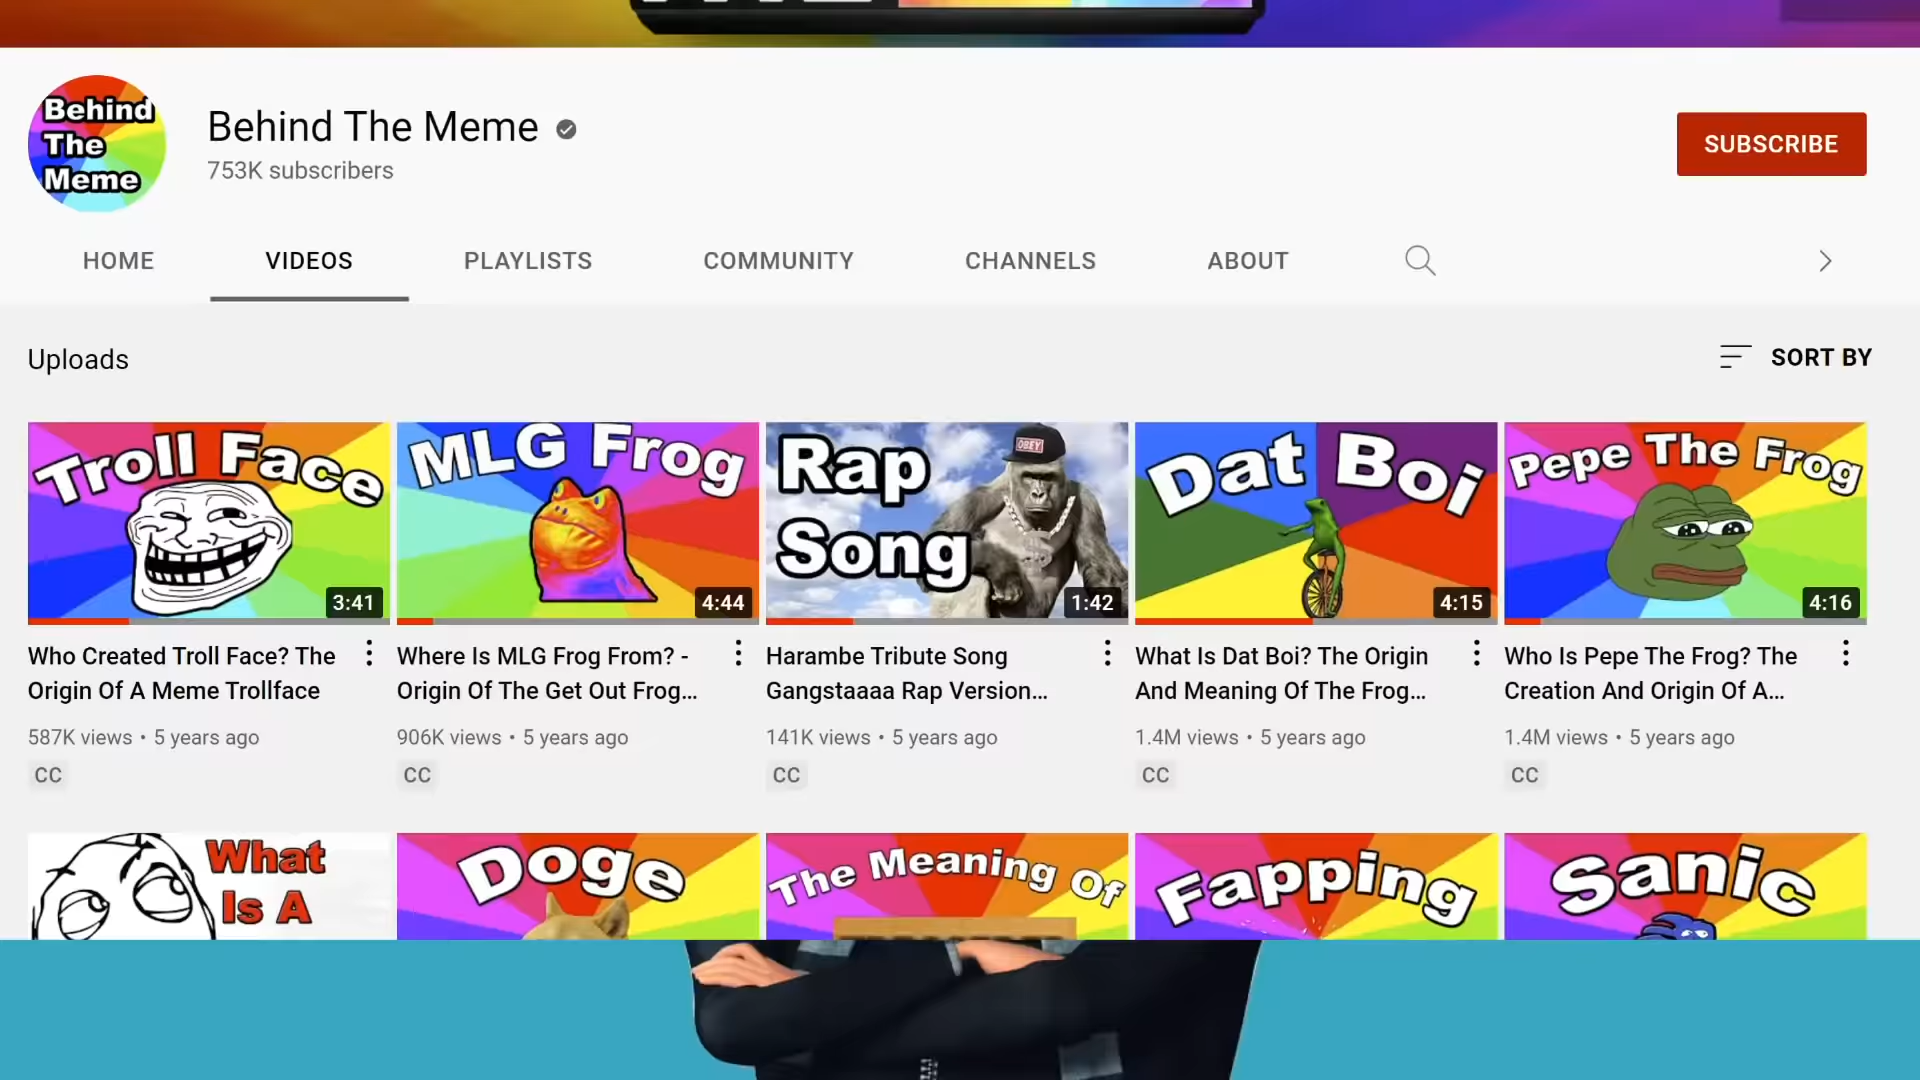 Behind
The
Meme
Behind The Meme
753K subscribers
SUBSCRIBE
HOME
VIDEOS
PLAYLISTS
COMMUNITY
CHANNELS
ABOUT
Uploads
SORT BY
Troll Face
3:41
MLG Frog
4:44
Rap
Song
OBEY
1:42
Dat Boi
4:15
Pepe The Frog
4:16
Who Created Troll Face? The
Origin Of A Meme Trollface
587K views • 5 years ago
CC
Where Is MLG Frog From? -
Origin Of The Get Out Frog...
906K views • 5 years ago
CC
Harambe Tribute Song
Gangstaaaa Rap Version...
141K views • 5 years ago
CC
What Is Dat Boi? The Origin
And Meaning Of The Frog...
1.4M views • 5 years ago
CC
Who Is Pepe The Frog? The
Creation And Origin Of A...
1.4M views • 5 years ago
CC
What
Is A
Doge
The Meaning Of
Fapping
Sanic